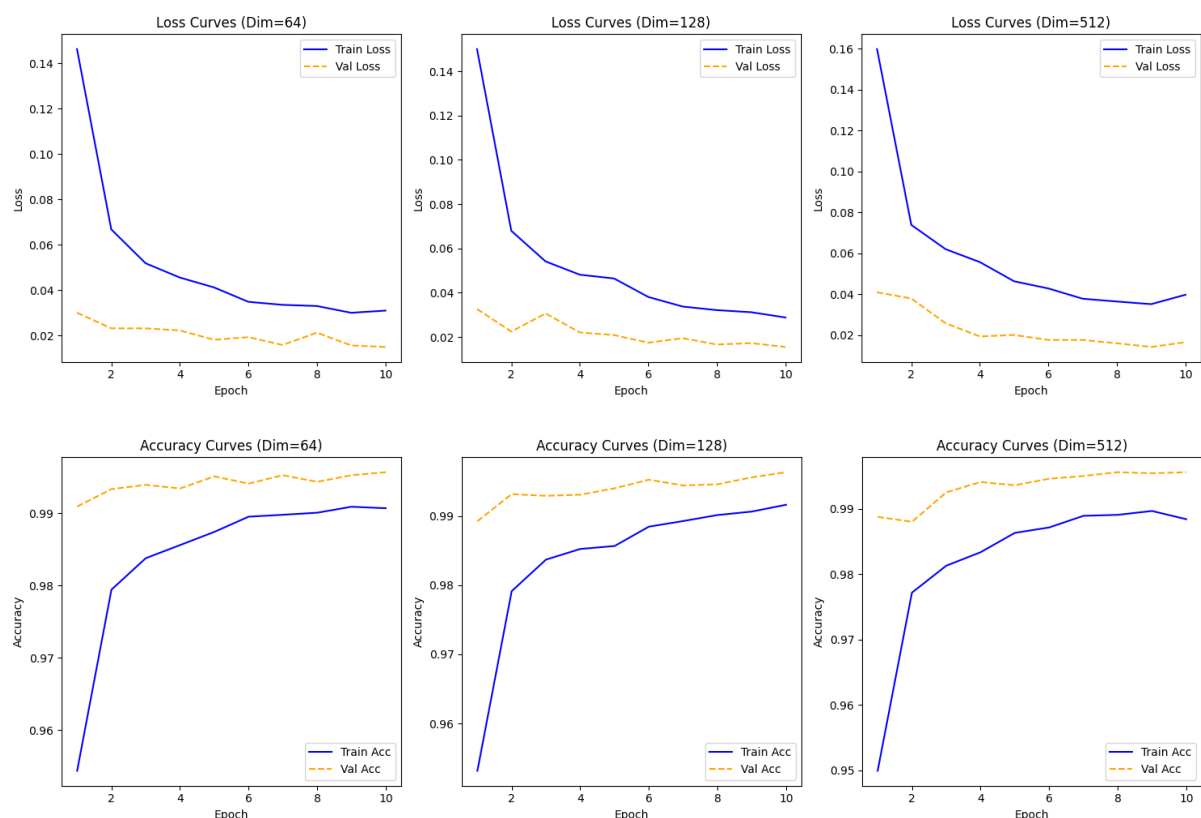 Loss Curves (Dim=64)
Train Loss
Val Loss
0.14
0.12
0.10
0.08
0.06
0.04
0.02
Loss
2 4 6 8 10
Epoch
Loss Curves (Dim=128)
Train Loss
Val Loss
0.14
0.12
0.10
0.08
0.06
0.04
0.02
Loss
2 4 6 8 10
Epoch
Loss Curves (Dim=512)
Train Loss
Val Loss
0.16
0.14
0.12
0.10
0.08
0.06
0.04
0.02
Loss
2 4 6 8 10
Epoch
Accuracy Curves (Dim=64)
0.99
0.98
0.97
0.96
Accuracy
Train Acc
Val Acc
2 4 6 8 10
Epoch
Accuracy Curves (Dim=128)
0.99
0.98
0.97
0.96
Accuracy
Train Acc
Val Acc
2 4 6 8 10
Epoch
Accuracy Curves (Dim=512)
0.99
0.98
0.97
0.96
0.95
Accuracy
Train Acc
Val Acc
2 4 6 8 10
Epoch